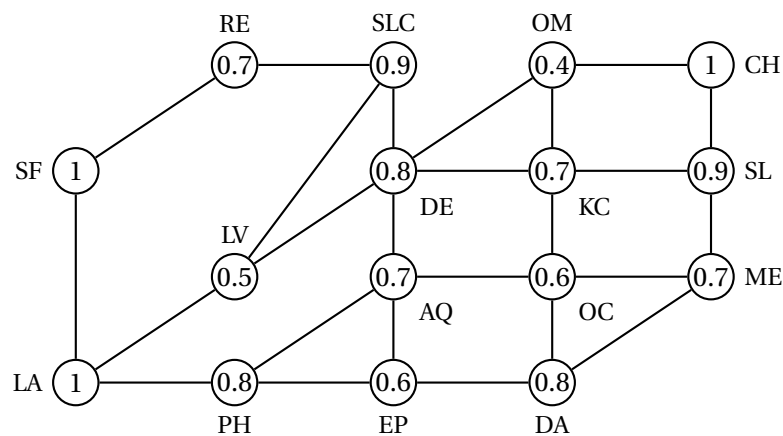 RE SLC OM
0.7 0.9 0.4 1 CH
SF 1 0.8 0.7 0.9 SL
DE KC
LV
0.5 0.7 0.6 0.7 ME
AQ OC
LA 1 0.8 0.6 0.8
PH EP DA